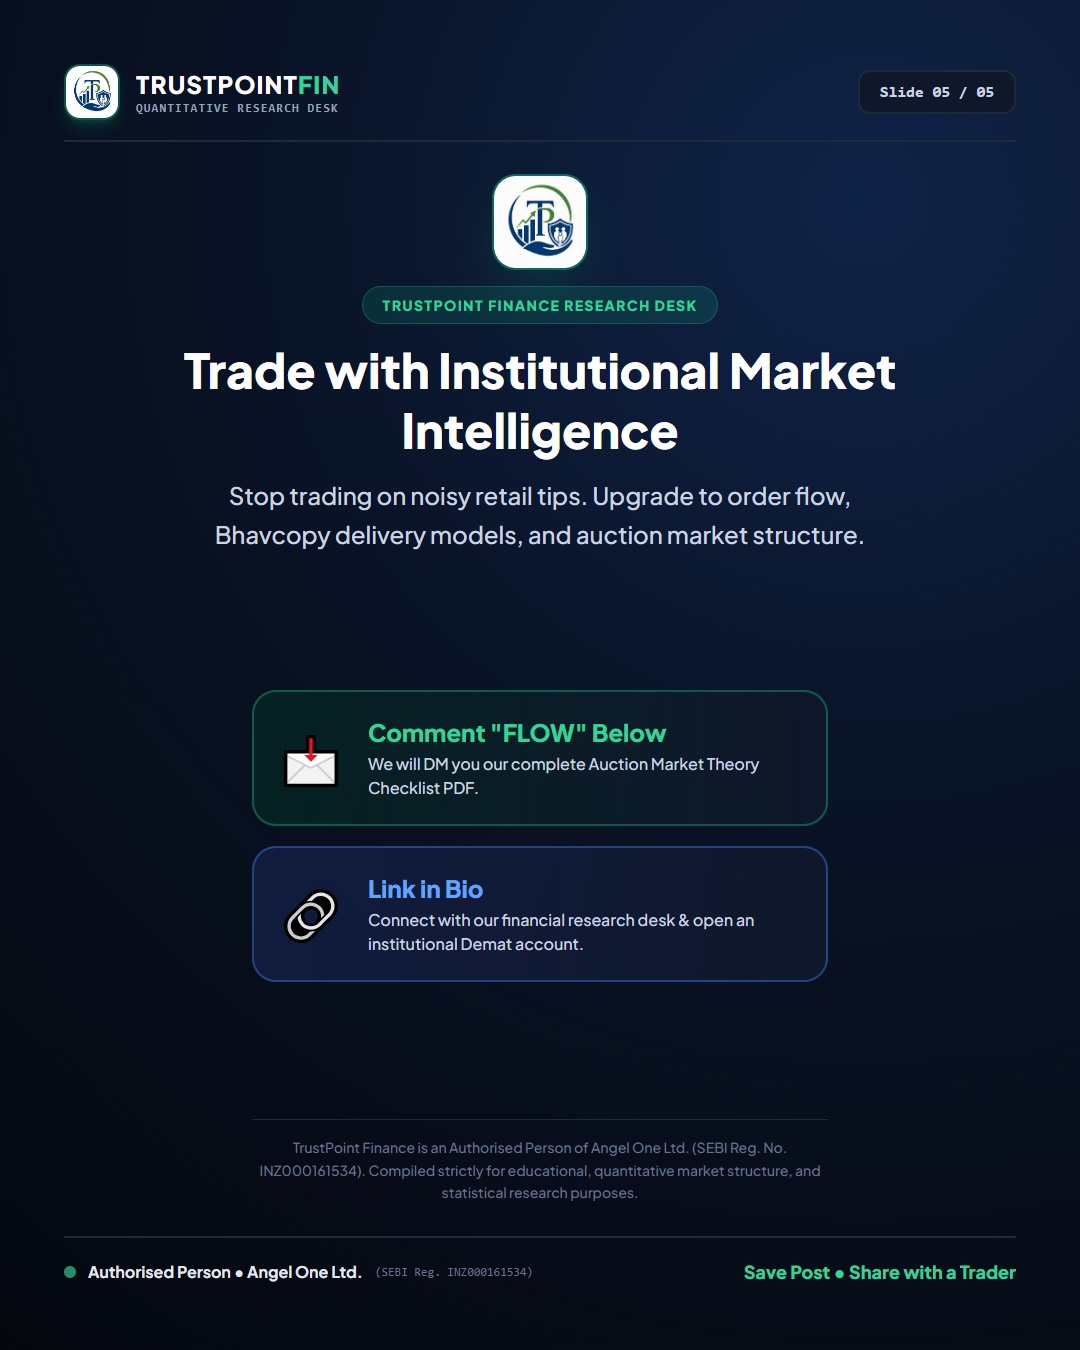 TRUSTPOINTFIN
QUANTITATIVE RESEARCH DESK
Slide 05 / 05
TP
TRUSTPOINT FINANCE RESEARCH DESK
Trade with Institutional Market
Intelligence
Stop trading on noisy retail tips. Upgrade to order flow,
Bhavcopy delivery models, and auction market structure.
Comment "FLOW" Below
We will DM you our complete Auction Market Theory
Checklist PDF.
Link in Bio
Connect with our financial research desk & open an
institutional Demat account.
TrustPoint Finance is an Authorised Person of Angel One Ltd. (SEBI Reg. No.
INZ000161534). Compiled strictly for educational, quantitative market structure, and
statistical research purposes.
Authorised Person ● Angel One Ltd. (SEBI Reg. INZ000161534)
Save Post ● Share with a Trader